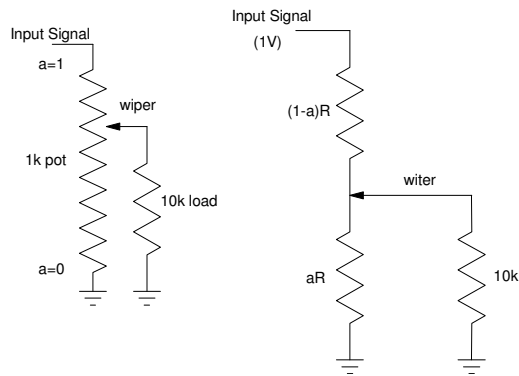 Input Signal
a=1
wiper
1k pot
10k load
a=0
Input Signal
(1V)
(1-a)R
witer
aR
10k